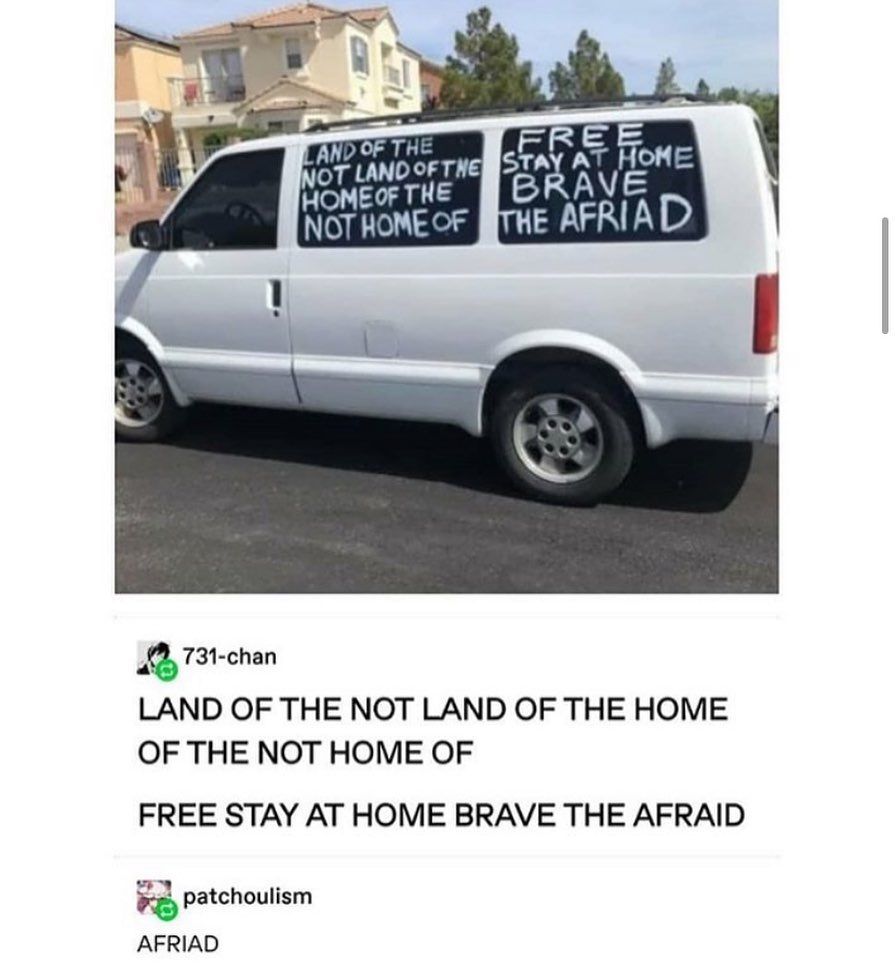 LAND OF THE
NOT LAND OF THE
HOME OF THE
NOT HOME OF
FREE
STAY AT HOME
BRAVE
THE AFRIAD
731-chan
LAND OF THE NOT LAND OF THE HOME
OF THE NOT HOME OF
FREE STAY AT HOME BRAVE THE AFRAID
patchoulism
AFRIAD